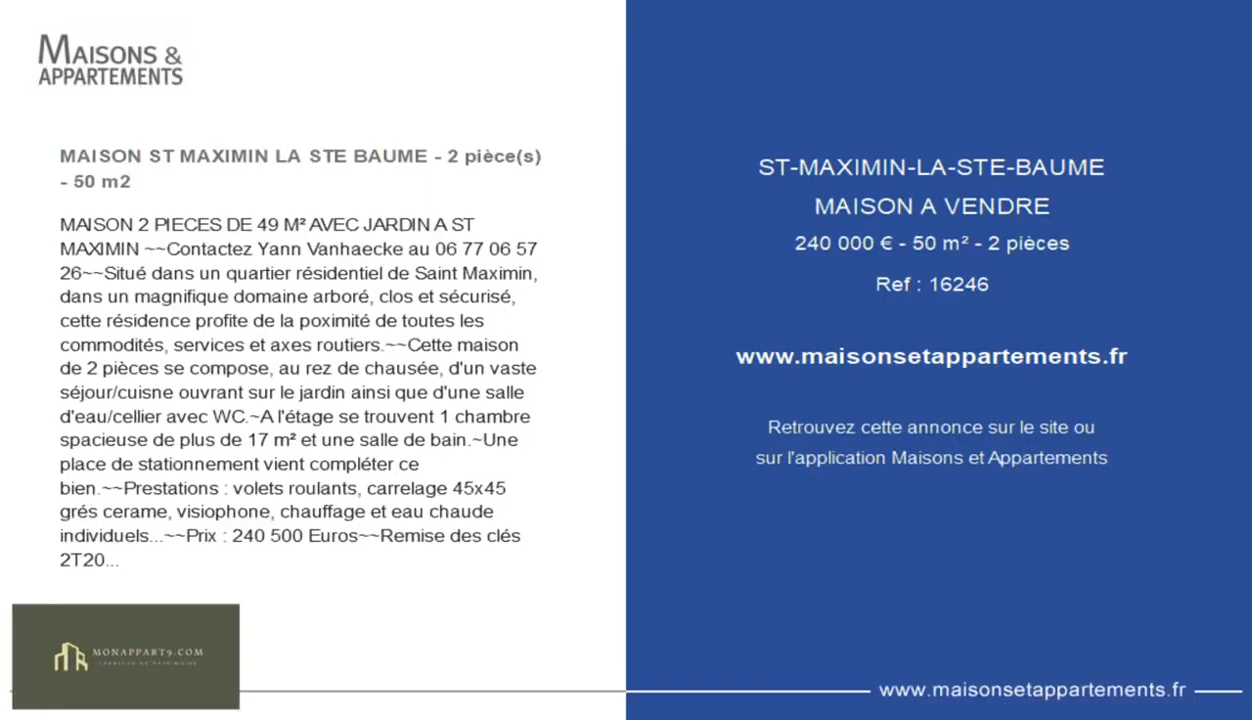 MAISONS &
APPARTEMENTS
MAISON ST MAXIMIN LA STE BAUME - 2 pièce(s)
- 50 m2
MAISON 2 PIECES DE 49 M² AVEC JARDIN A ST
MAXIMIN ~~Contactez Yann Vanhaecke au 06 77 06 57
26~~Situé dans un quartier résidentiel de Saint Maximin,
dans un magnifique domaine arboré, clos et sécurisé,
cette résidence profite de la poximité de toutes les
commodités, services et axes routiers.~~Cette maison
de 2 pièces se compose, au rez de chausée, d'un vaste
séjour/cuisne ouvrant sur le jardin ainsi que d'une salle
d'eau/cellier avec WC.~A l'étage se trouvent 1 chambre
spacieuse de plus de 17 m² et une salle de bain.~Une
place de stationnement vient compléter ce
bien.~~Prestations : volets roulants, carrelage 45x45
grés cerame, visiophone, chauffage et eau chaude
individuels...~~Prix : 240 500 Euros~~Remise des clés
2T20...
MONAPPART9.COM
CRÉATEUR DE PATRIMOINE
ST-MAXIMIN-LA-STE-BAUME
MAISON A VENDRE
240 000 € - 50 m² - 2 pièces
Ref : 16246
www.maisonsetappartements.fr
Retrouvez cette annonce sur le site ou
sur l'application Maisons et Appartements
www.maisonsetappartements.fr